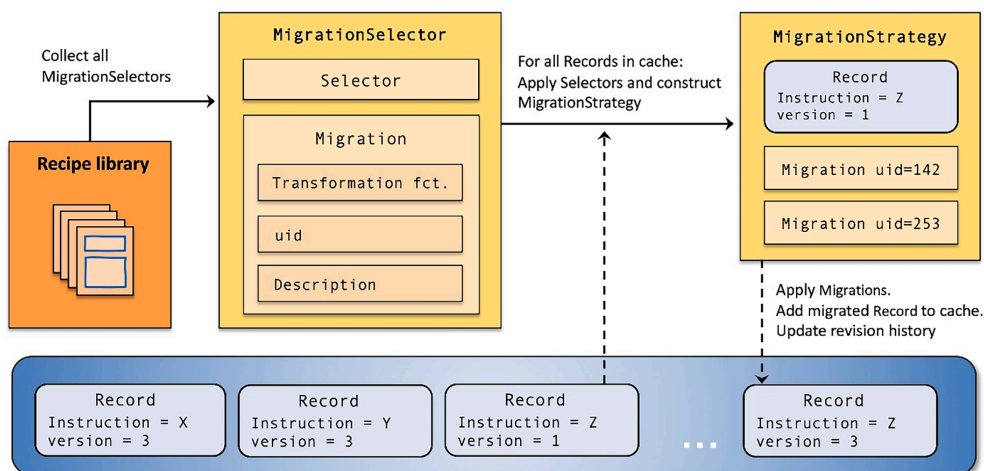 Collect all
MigrationSelectors
Recipe library
MigrationSelector
Selector
Migration
Transformation fct.
uid
Description
For all Records in cache:
Apply Selectors and construct
MigrationStrategy
MigrationStrategy
Record
Instruction = Z
version = 1
Migration uid=142
Migration uid=253
Apply Migrations.
Add migrated Record to cache.
Update revision history
Record
Instruction = X
version = 3
Record
Instruction = Y
version = 3
Record
Instruction = Z
version = 1
...
Record
Instruction = Z
version = 3